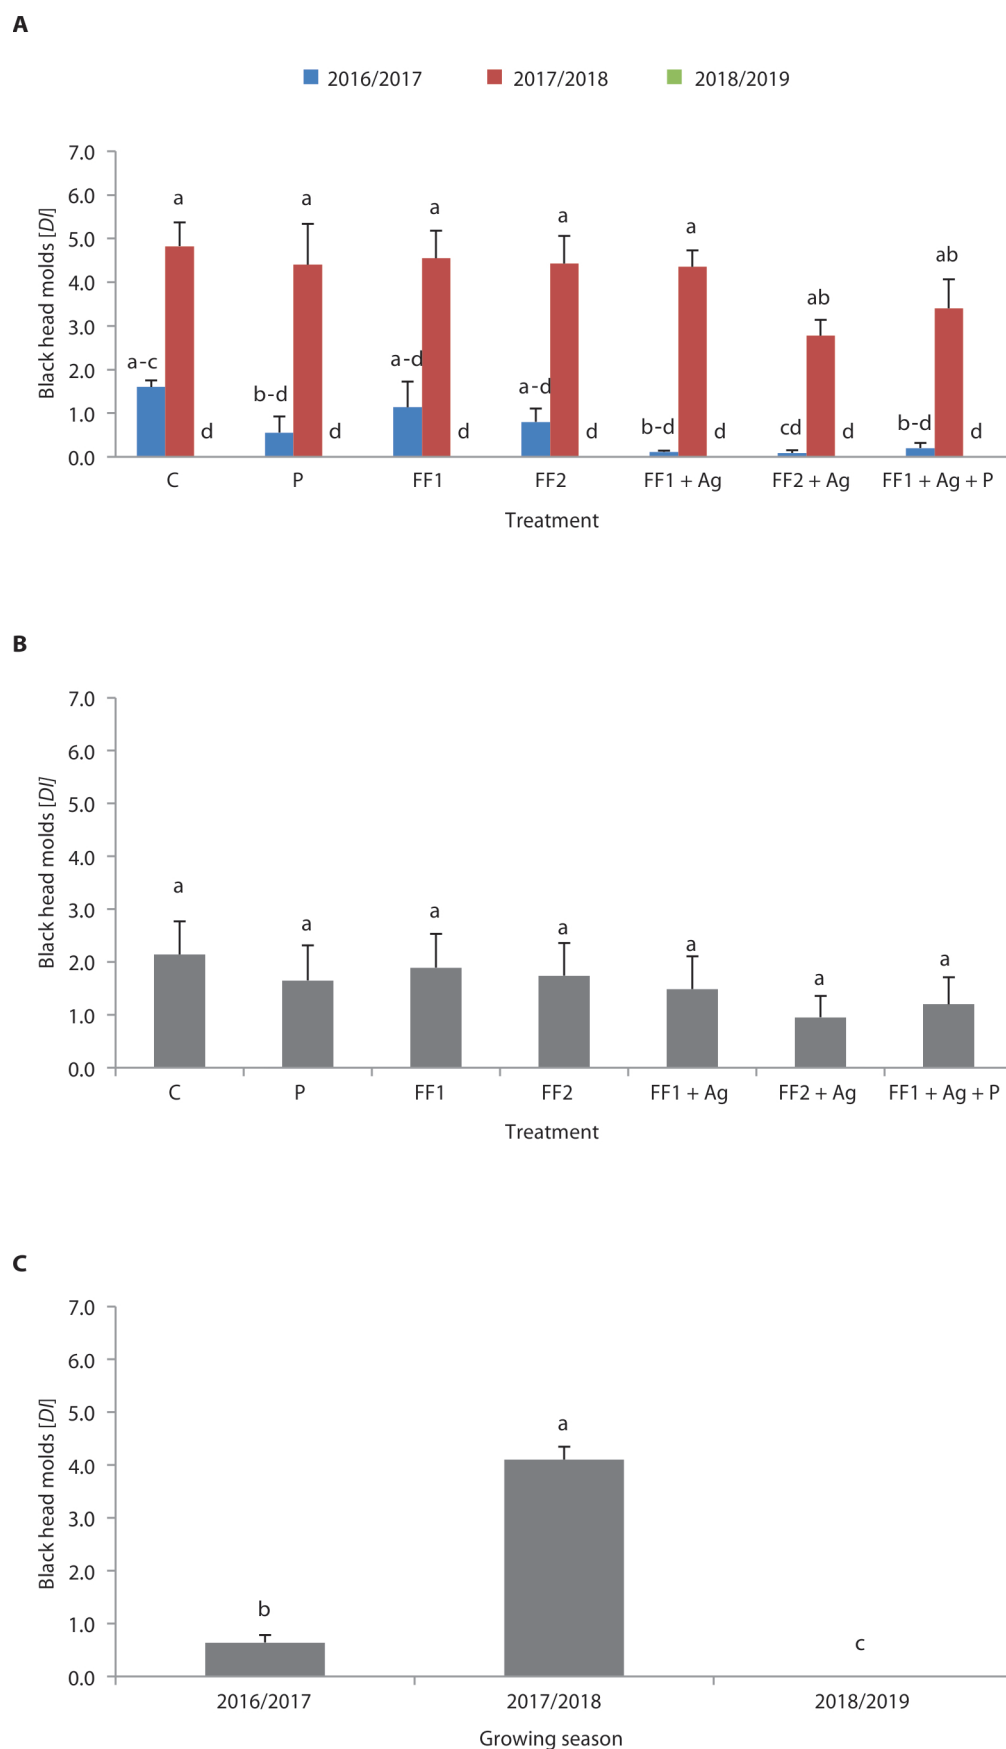 A
2016/2017 2017/2018 2018/2019
7.0
6.0
5.0
4.0
3.0
2.0
1.0
0.0
Black head molds [DI]
a a a a a ab ab
a-c b-d a-d a-d b-d cd b-d
d d d d d d d
C P FF1 FF2 FF1 + Ag FF2 + Ag FF1 + Ag + P
Treatment
B
7.0
6.0
5.0
4.0
3.0
2.0
1.0
0.0
Black head molds [DI]
a a a a a a a
C P FF1 FF2 FF1 + Ag FF2 + Ag FF1 + Ag + P
Treatment
C
7.0
6.0
5.0
4.0
3.0
2.0
1.0
0.0
Black head molds [DI]
b a c
2016/2017 2017/2018 2018/2019
Growing season